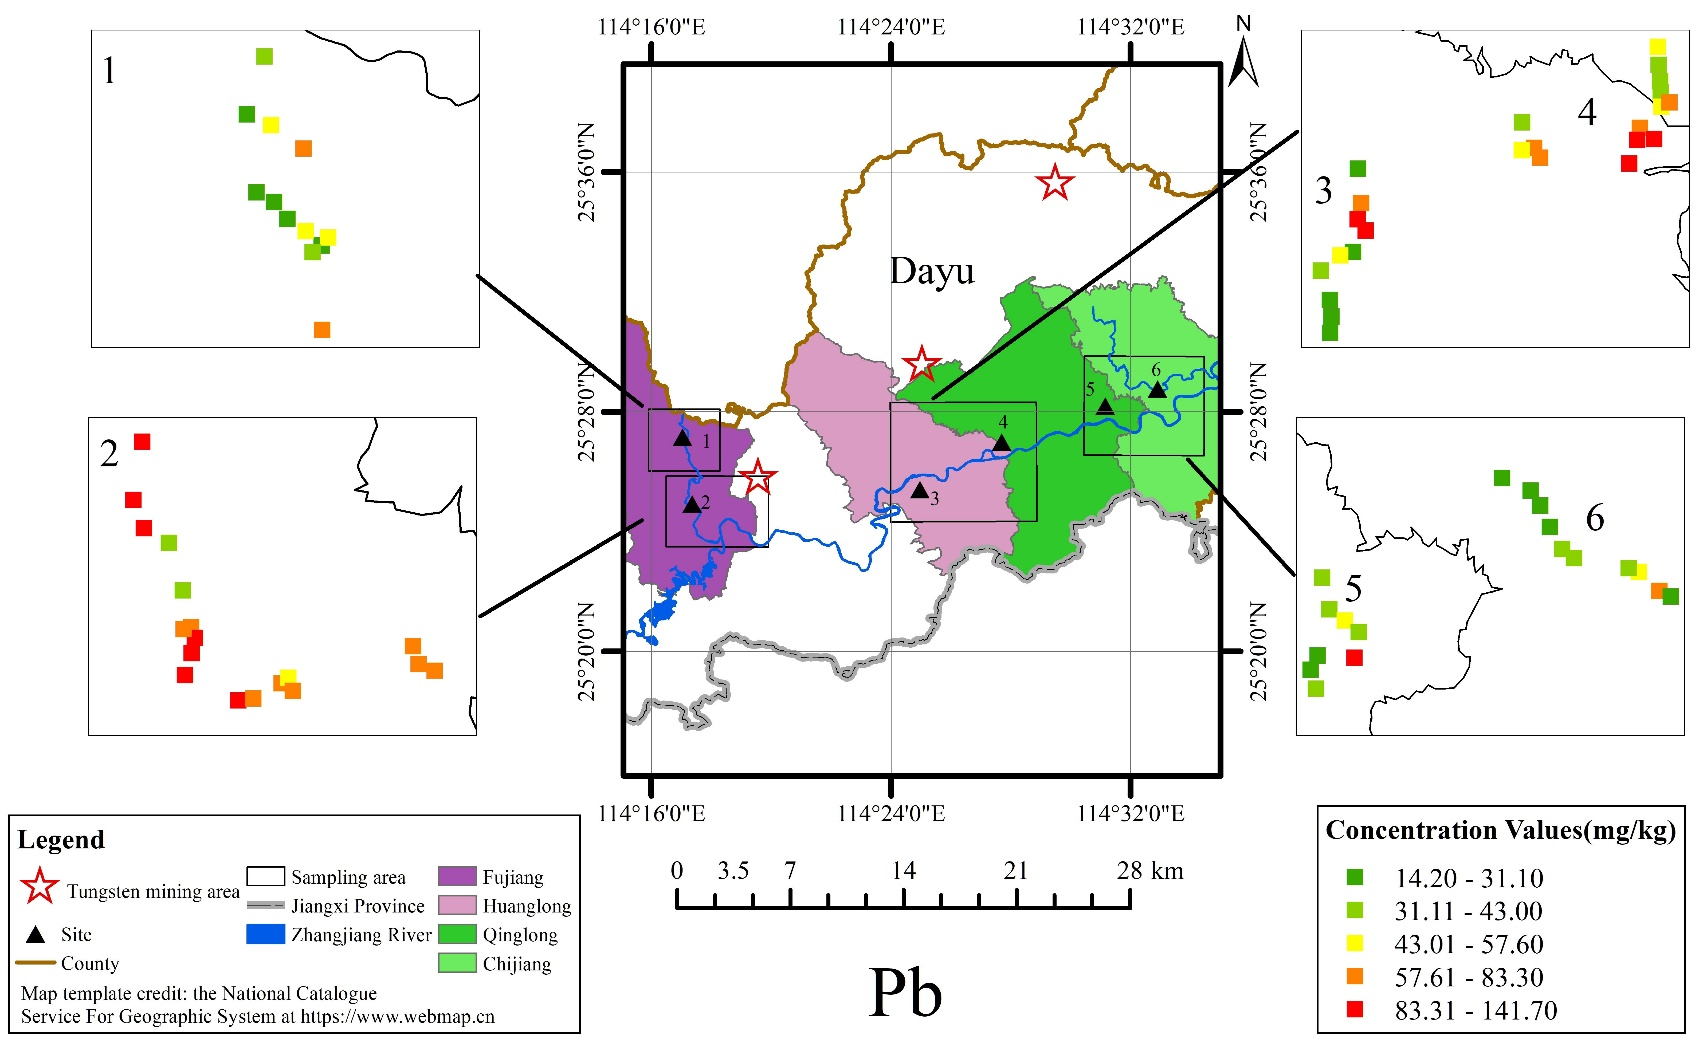 114°16'0"E 114°24'0"E 114°32'0"E
N
1
2
3
4
5
6
25°36'0"N
25°28'0"N
25°20'0"N
25°36'0"N
25°28'0"N
25°20'0"N
Dayu
1
2
3
4
5
6
114°16'0"E 114°24'0"E 114°32'0"E
0 3.5 7 14 21 28 km
Pb
Legend
Tungsten mining area
Site
County
Sampling area
Jiangxi Province
Zhangjiang River
Fujiang
Huanglong
Qinglong
Chijiang
Map template credit: the National Catalogue
Service For Geographic System at https://www.webmap.cn
Concentration Values(mg/kg)
14.20 - 31.10
31.11 - 43.00
43.01 - 57.60
57.61 - 83.30
83.31 - 141.70